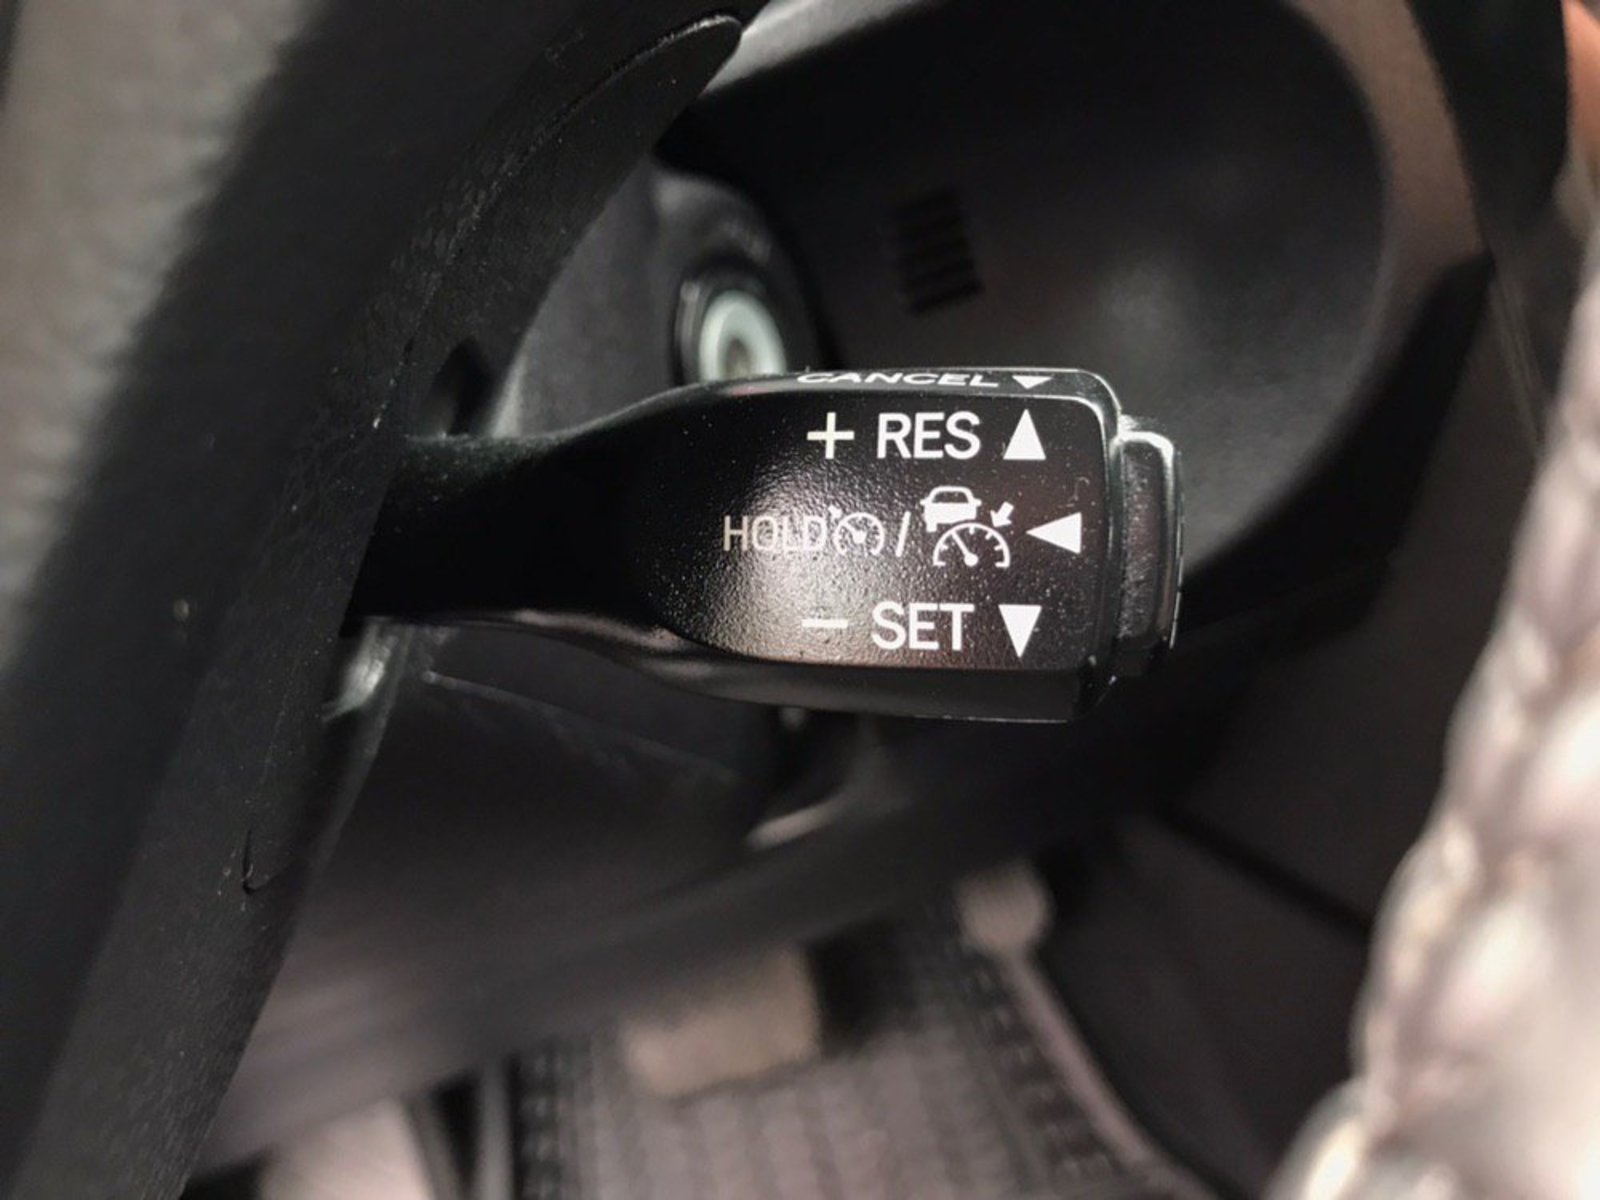 CANCEL ▼
+ RES ▲
HOLD / ◀
− SET ▼